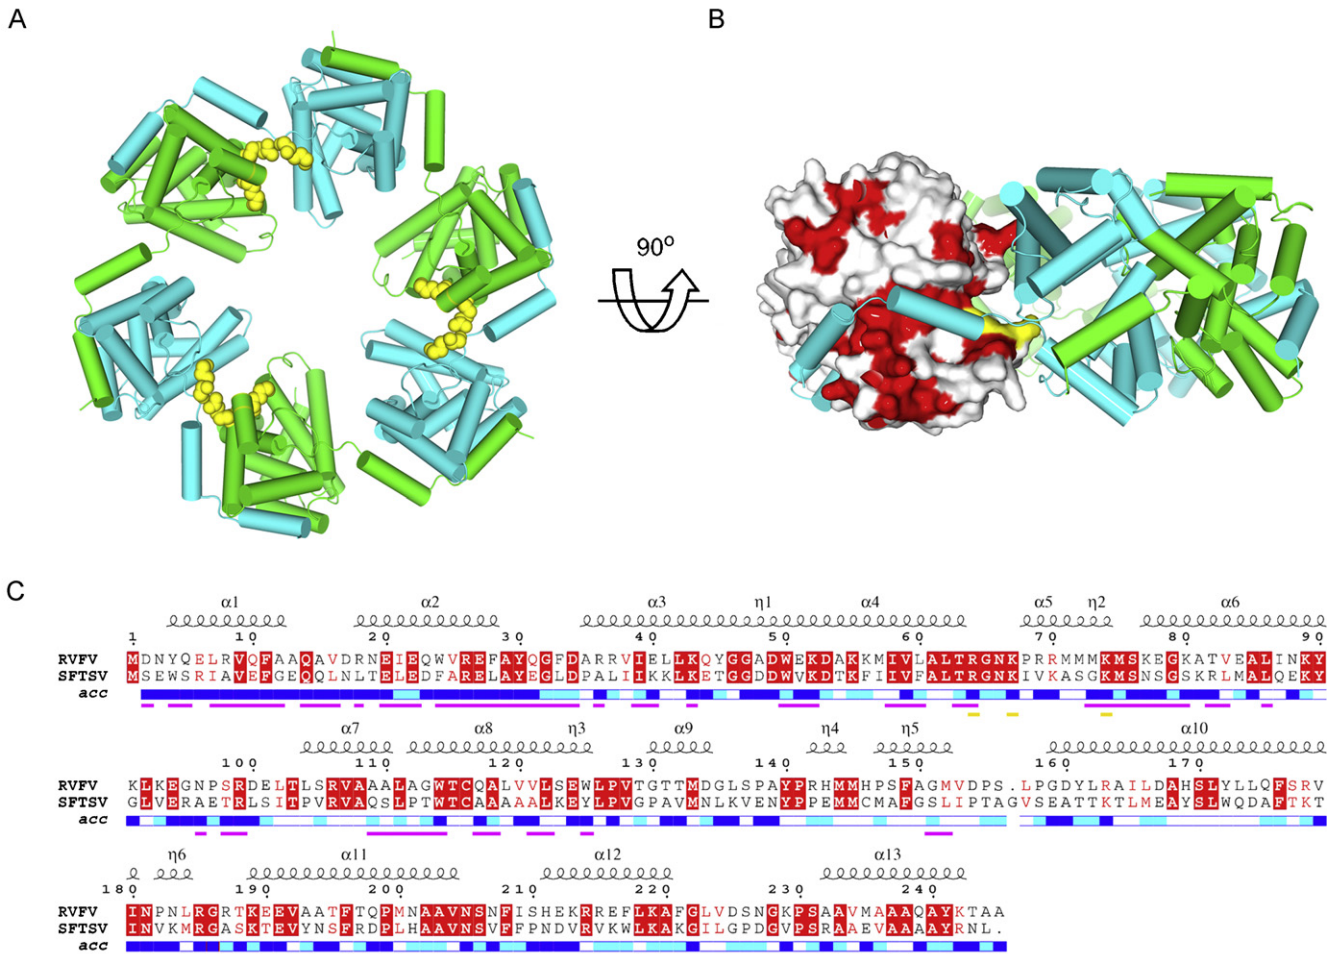 A
B
90º
C
α1 α2 α3 η1 α4 α5 η2 α6
1 10 20 30 40 50 60 70 80 90
RVFV MDNYQELRVQFAAQAVDRNEIEQWVREFAYQGFDARRVIELLKQYGGADWEKDAKKMIVLALTRGNKPRRMMMKMSKEGKATVEALINKY
SFTSV MSEWSRIAVEFGEQQLNLTELEDFARELAYEGLDPALIIKKLKETGGDDWVKDTKFIIVFALTRGNKIVKASGKMSNSGSKRLMALQEKY
acc
α7 α8 η3 α9 η4 η5 α10
100 110 120 130 140 150 160 170
RVFV KLKEGNPSRDELTLSRVAAALAGWTCQALVVLSEWLPVTGTTMDGLSPAYPRHMMHPSFAGMVDPS.LPGDYLRAILDAHSLYLLQFSRV
SFTSV GLVERAETRLSITPVRVAQSLPTWTCAAAAALKEYLPVGPAVMNLKVENYPPEMMCMAFGSLIPTAGVSEATTKTLMEAYSLWQDAFTKT
acc
η6 α11 α12 α13
180 190 200 210 220 230 240
RVFV INPNLRGRTKEEVAATFTQPMNAAVNSNFISHEKRREFLKAFGLVDSNGKPSAAVMAAAQAYKTAA
SFTSV INVKMRGASKTEVYNSFRDPLHAAVNSVFFPNDVRVKWLKAKGILGPDGVPSRAAEVAAAAYRNL.
acc